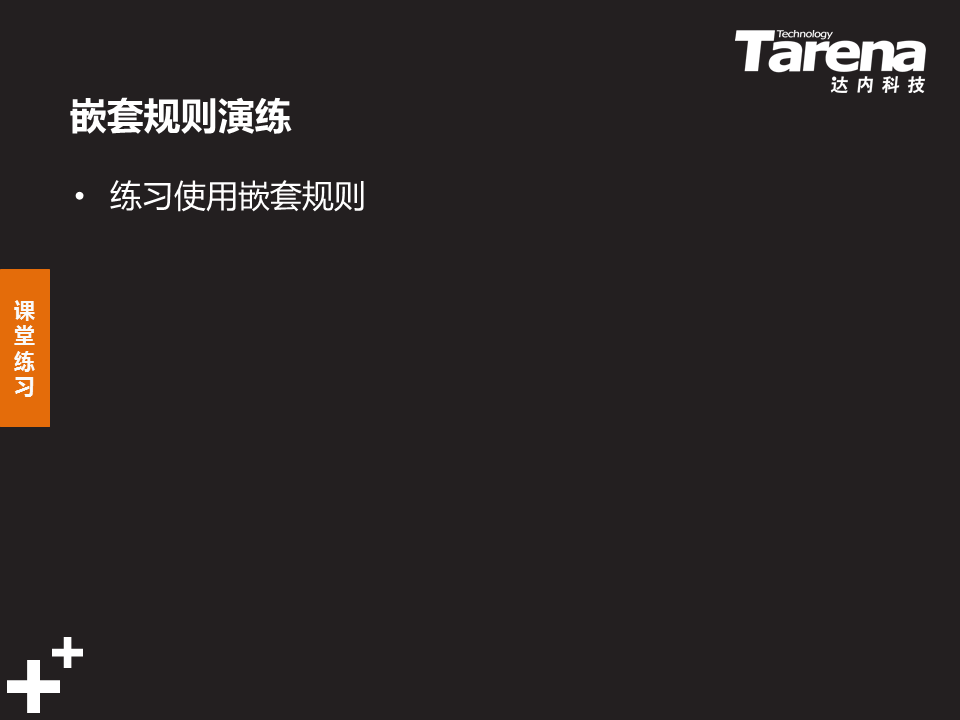 Technology
Tarena
达内科技
嵌套规则演练
• 练习使用嵌套规则
课
堂
练
习